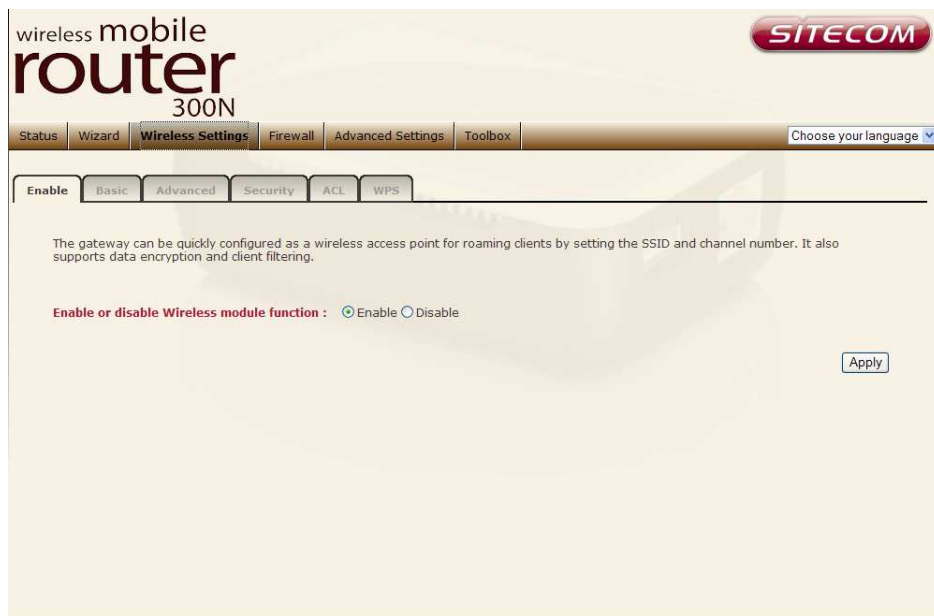 wireless mobile
router
300N
SITECOM
Status Wizard Wireless Settings Firewall Advanced Settings Toolbox Choose your language
Enable Basic Advanced Security ACL WPS
The gateway can be quickly configured as a wireless access point for roaming clients by setting the SSID and channel number. It also
supports data encryption and client filtering.
Enable or disable Wireless module function : Enable Disable
Apply